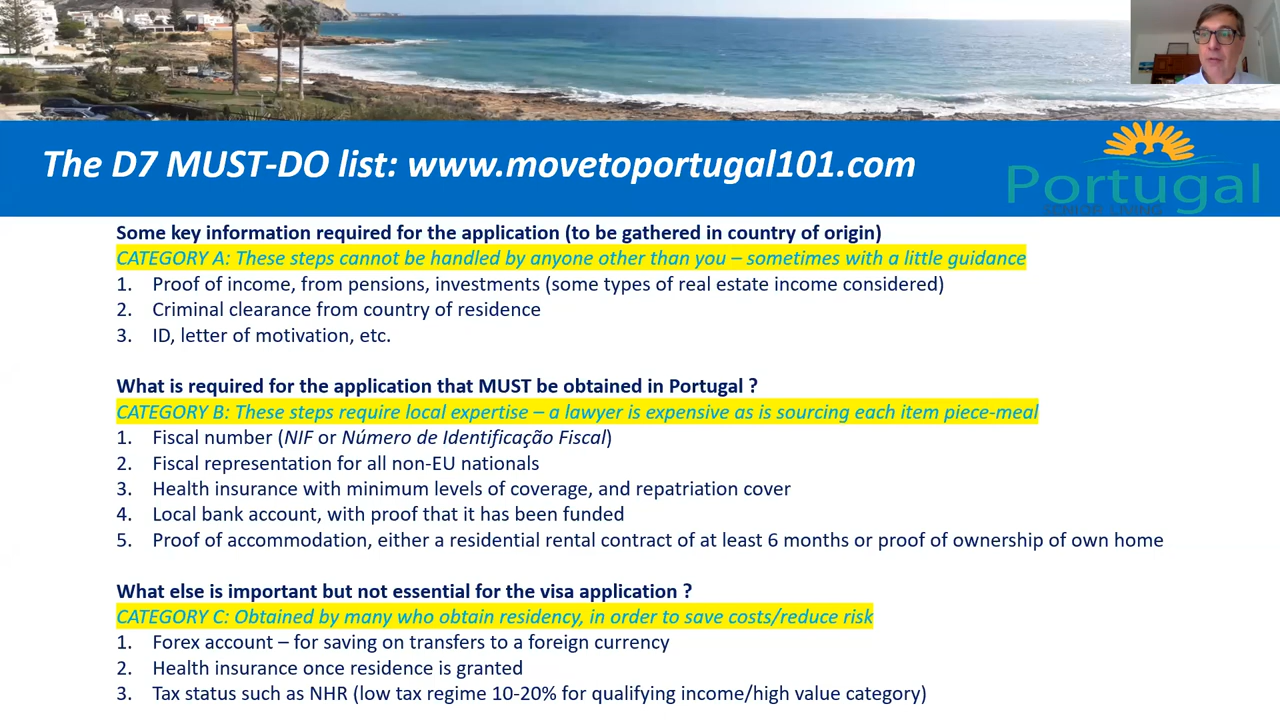 The D7 MUST-DO list: www.movetoportugal101.com
Portugal
SENIOR LIVING
Some key information required for the application (to be gathered in country of origin)
CATEGORY A: These steps cannot be handled by anyone other than you – sometimes with a little guidance
1. Proof of income, from pensions, investments (some types of real estate income considered)
2. Criminal clearance from country of residence
3. ID, letter of motivation, etc.
What is required for the application that MUST be obtained in Portugal ?
CATEGORY B: These steps require local expertise – a lawyer is expensive as is sourcing each item piece-meal
1. Fiscal number (NIF or Número de Identificação Fiscal)
2. Fiscal representation for all non-EU nationals
3. Health insurance with minimum levels of coverage, and repatriation cover
4. Local bank account, with proof that it has been funded
5. Proof of accommodation, either a residential rental contract of at least 6 months or proof of ownership of own home
What else is important but not essential for the visa application ?
CATEGORY C: Obtained by many who obtain residency, in order to save costs/reduce risk
1. Forex account – for saving on transfers to a foreign currency
2. Health insurance once residence is granted
3. Tax status such as NHR (low tax regime 10-20% for qualifying income/high value category)